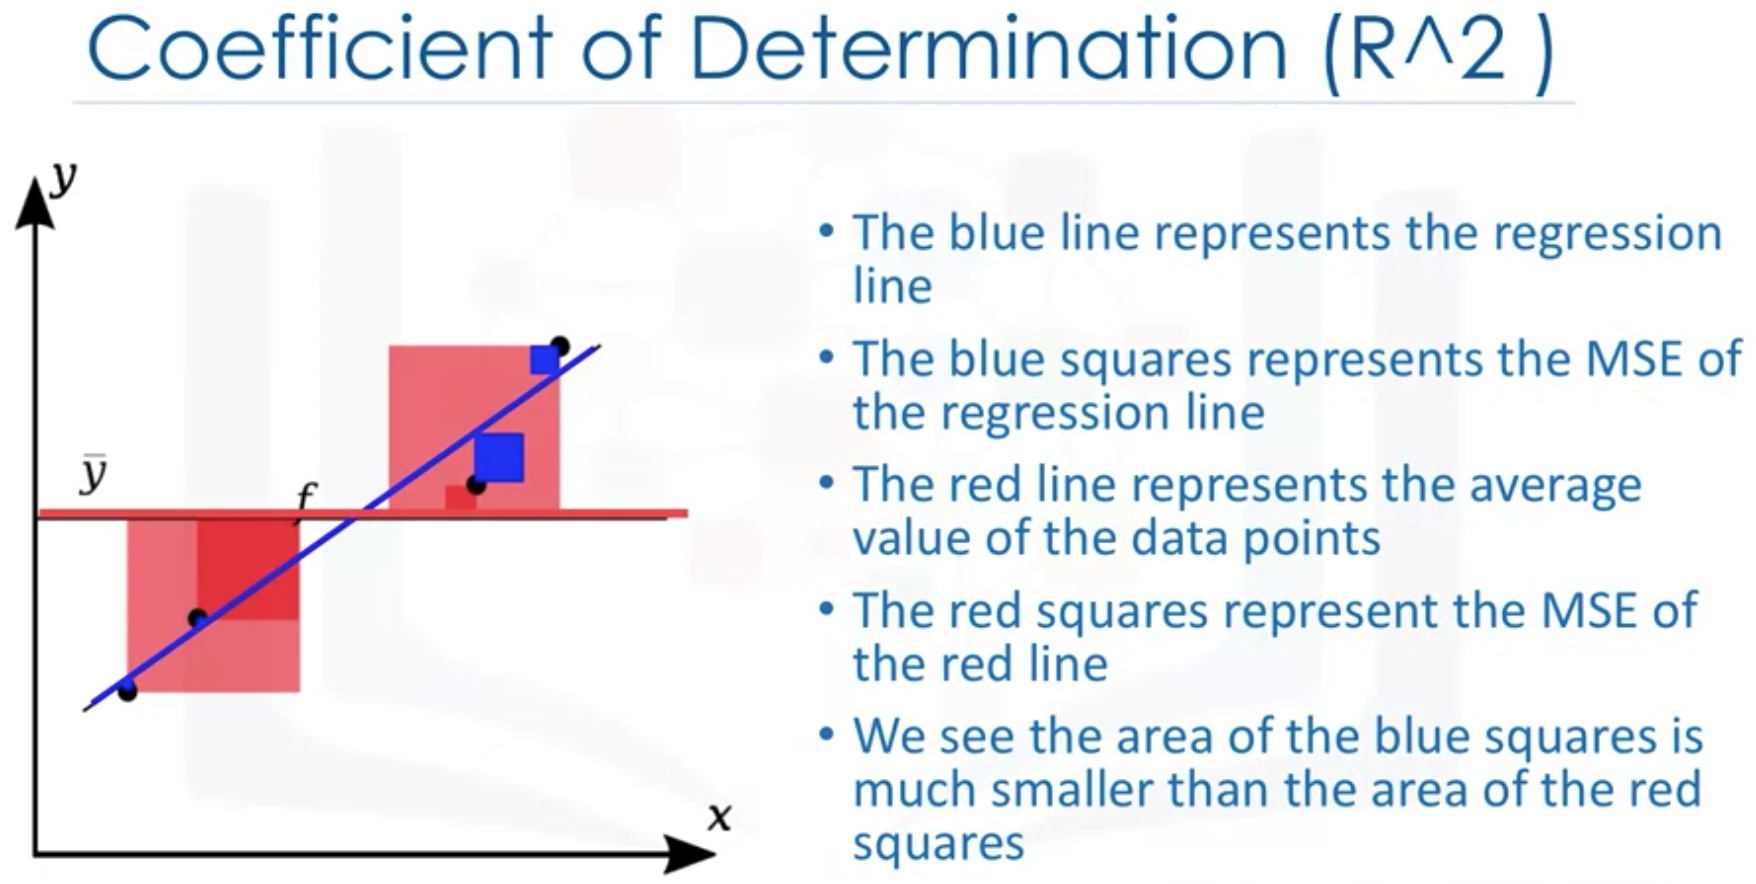 Coefficient of Determination (R^2 )
y
ȳ
f
x
• The blue line represents the regression
line
• The blue squares represents the MSE of
the regression line
• The red line represents the average
value of the data points
• The red squares represent the MSE of
the red line
• We see the area of the blue squares is
much smaller than the area of the red
squares